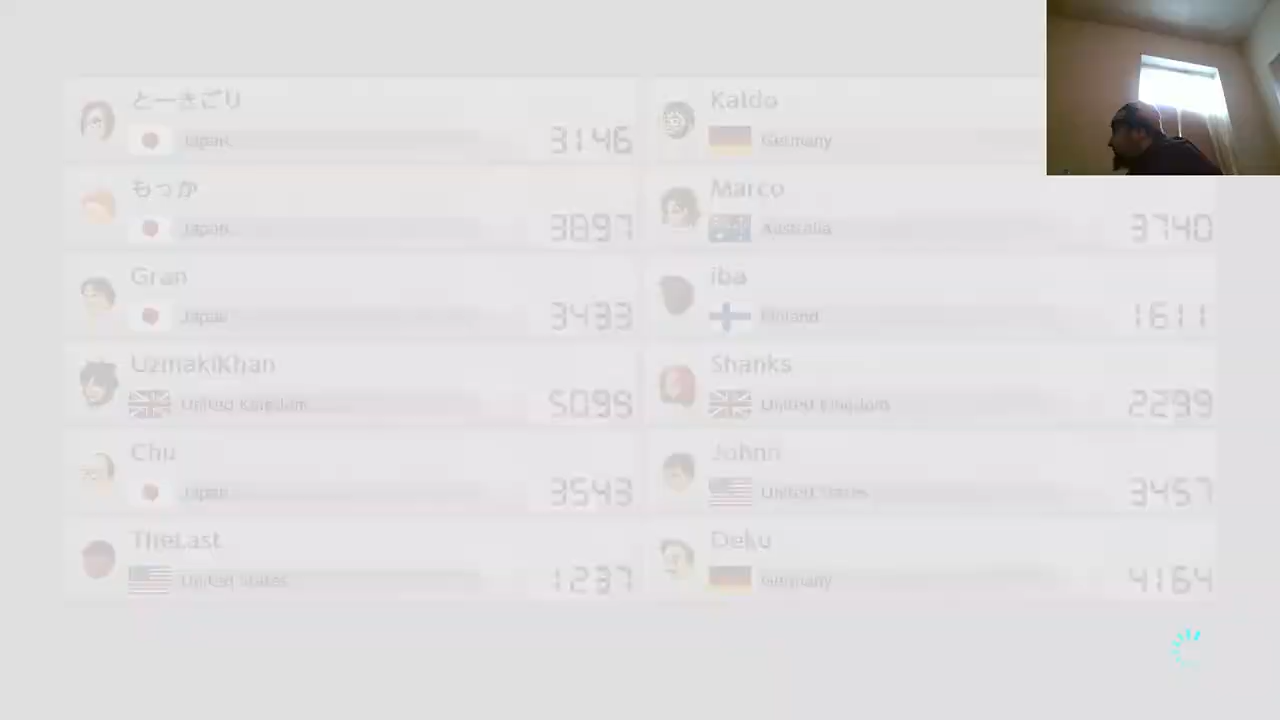 とーきごU
Japan
3146
もっか
Japan
3897
Gran
Japan
3433
UzmakiKhan
United Kingdom
5095
Chu
Japan
3543
TheLast
United States
1237
Kaldo
Germany
Marco
Australia
3740
iba
Finland
1611
Shanks
United Kingdom
2299
Johnn
United States
3457
Deku
Germany
4164